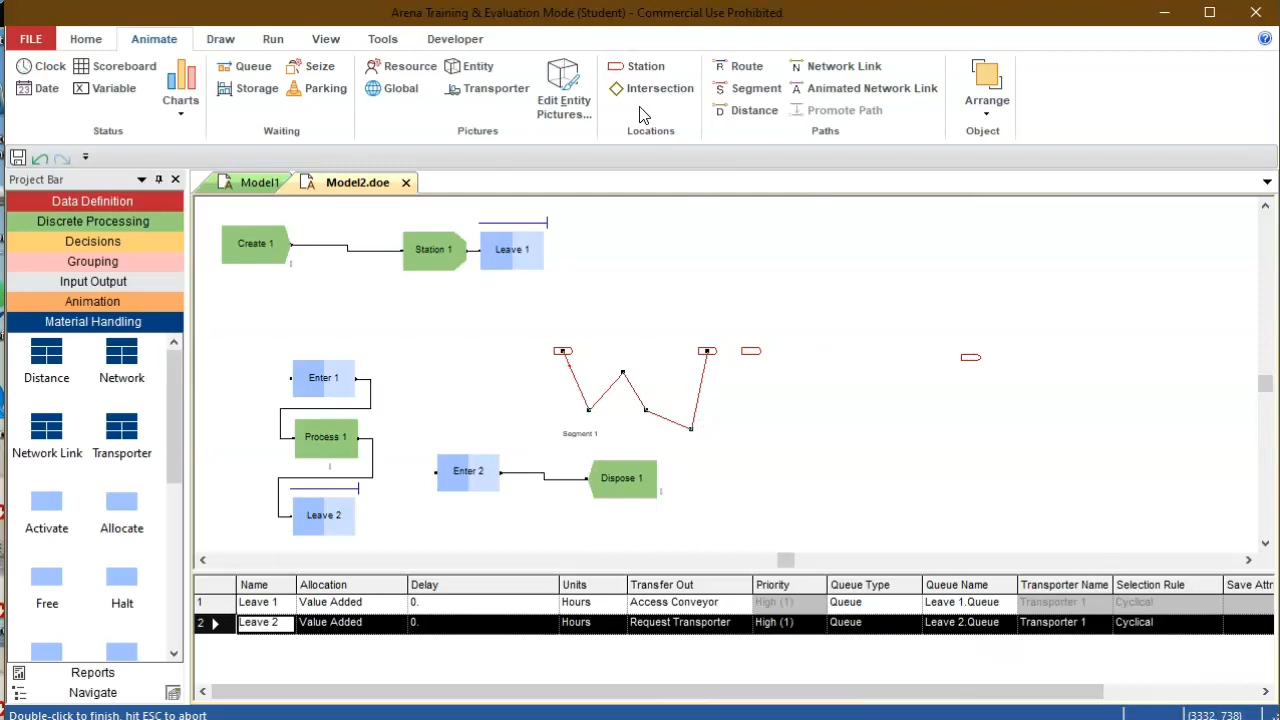 Arena Training & Evaluation Mode (Student) - Commercial Use Prohibited
FILE Home Animate Draw Run View Tools Developer
Clock Scoreboard Queue Seize Resource Entity Station Route Network Link
Date Variable Storage Parking Global Transporter Intersection Segment Animated Network Link
Charts Edit Entity Pictures... Distance Promote Path Arrange
Status Waiting Pictures Locations Paths Object
Project Bar Model1 Model2.doe
Data Definition
Discrete Processing
Decisions
Grouping
Input Output
Animation
Material Handling
Distance Network
Network Link Transporter
Activate Allocate
Free Halt
Reports
Navigate
Create 1 Station 1 Leave 1
Enter 1
Process 1
Leave 2
Segment 1
Enter 2 Dispose 1
Name Allocation Delay Units Transfer Out Priority Queue Type Queue Name Transporter Name Selection Rule Save Attr
1 Leave 1 Value Added 0. Hours Access Conveyor High (1) Queue Leave 1.Queue Transporter 1 Cyclical
2 Leave 2 Value Added 0. Hours Request Transporter High (1) Queue Leave 2.Queue Transporter 1 Cyclical
Double-click to finish, hit ESC to abort (3332, 738)